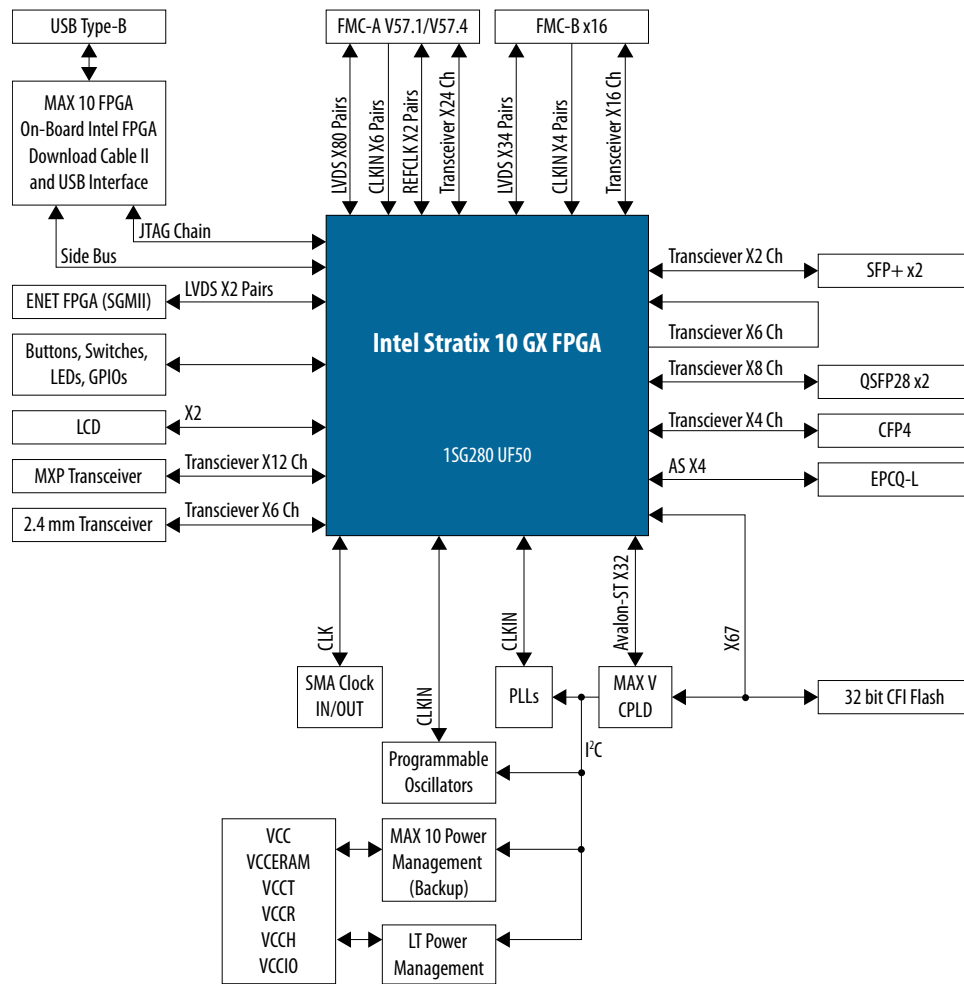 USB Type-B
FMC-A V57.1/V57.4
FMC-B x16
MAX 10 FPGA
On-Board Intel FPGA
Download Cable II
and USB Interface
LVDS X80 Pairs
CLKIN X6 Pairs
REFCLK X2 Pairs
Transceiver X24 Ch
LVDS X34 Pairs
CLKIN X4 Pairs
Transceiver X16 Ch
JTAG Chain
Side Bus
Transciever X2 Ch
SFP+ x2
ENET FPGA (SGMII)
LVDS X2 Pairs
Transciever X6 Ch
Intel Stratix 10 GX FPGA
Buttons, Switches,
LEDs, GPIOs
Transciever X8 Ch
QSFP28 x2
LCD
X2
Transciever X4 Ch
CFP4
1SG280 UF50
MXP Transceiver
Transciever X12 Ch
AS X4
EPCQ-L
2.4 mm Transceiver
Transciever X6 Ch
CLK
CLKIN
CLKIN
Avalon-ST X32
X67
SMA Clock
IN/OUT
PLLs
MAX V
CPLD
32 bit CFI Flash
I²C
Programmable
Oscillators
VCC
VCCERAM
VCCT
VCCR
VCCH
VCCIO
MAX 10 Power
Management
(Backup)
LT Power
Management